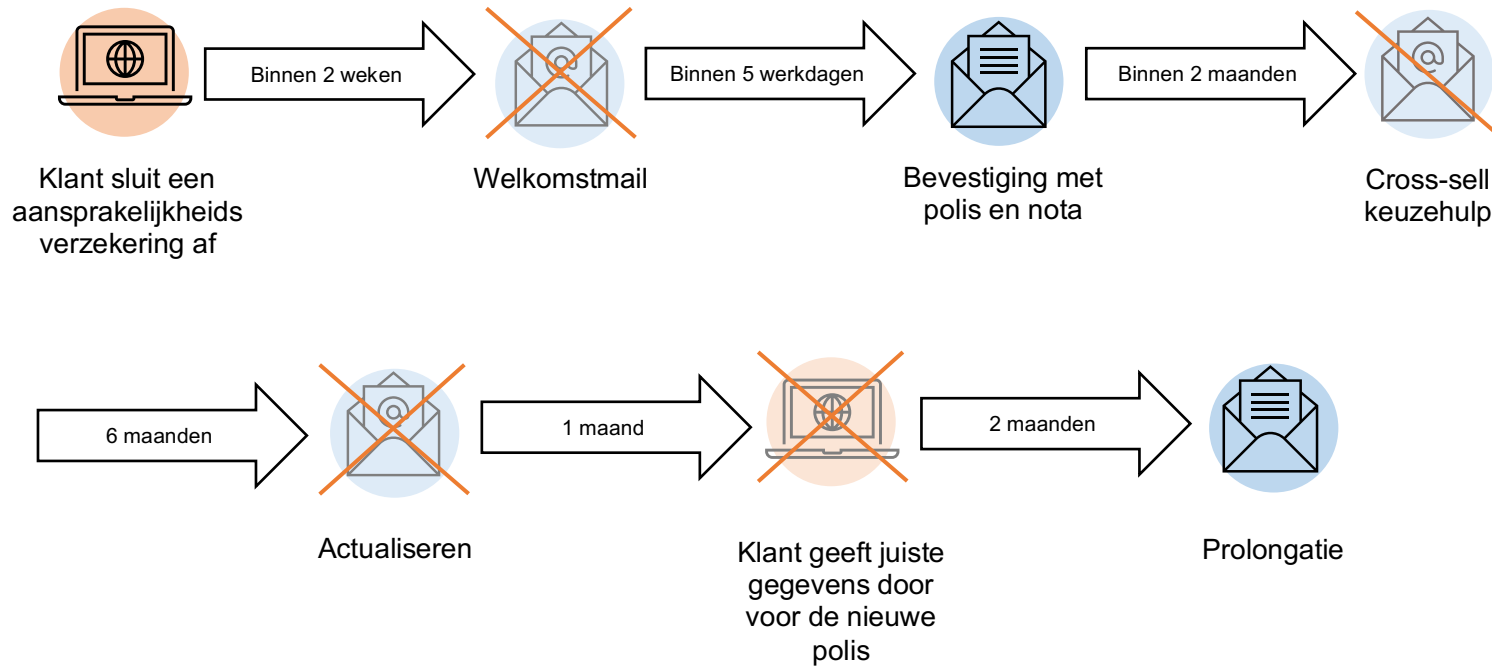 Binnen 2 weken
Binnen 5 werkdagen
Binnen 2 maanden
Klant sluit een
aansprakelijkheids
verzekering af
Welkomstmail
Bevestiging met
polis en nota
Cross-sell
keuzehulp
6 maanden
1 maand
2 maanden
Actualiseren
Klant geeft juiste
gegevens door
voor de nieuwe
polis
Prolongatie